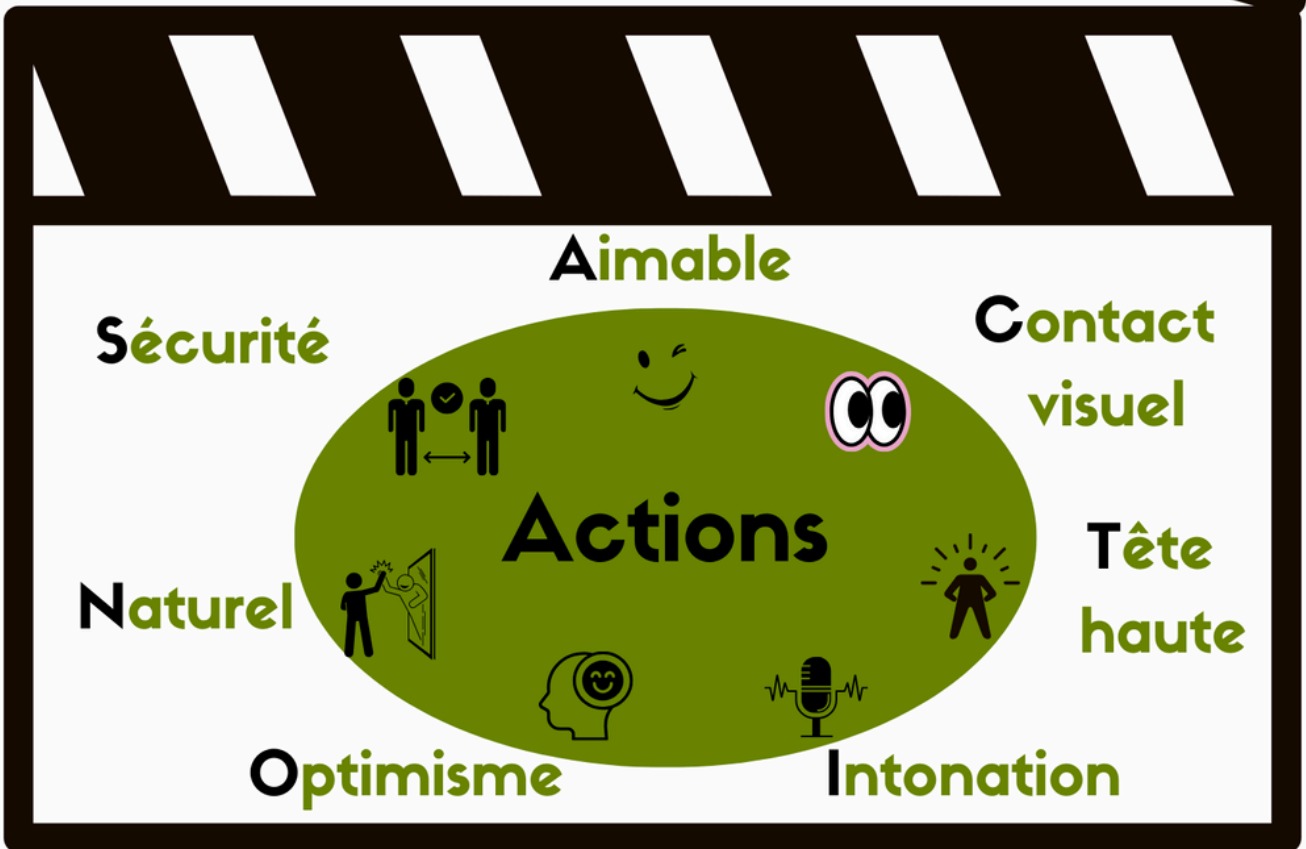 Aimable
Contact
visuel
Tête
haute
Intonation
Optimisme
Naturel
Sécurité
Actions